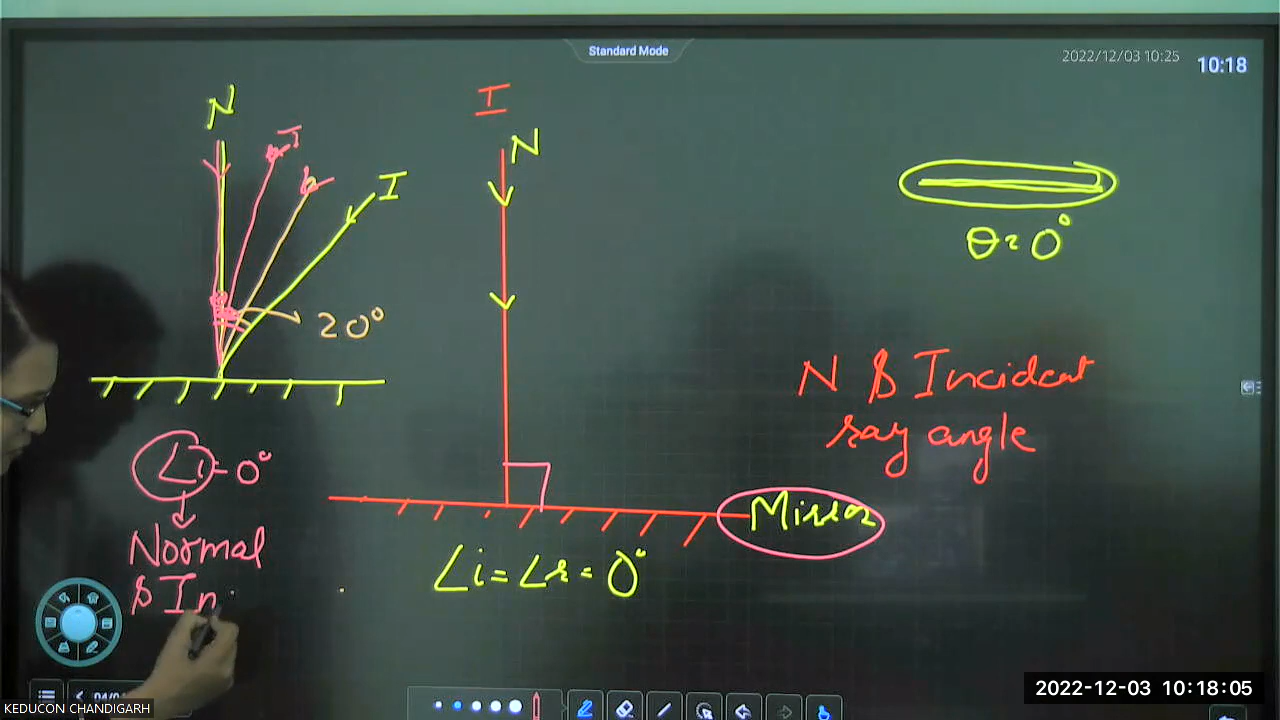 Standard Mode
2022/12/03 10:25
10:18
N
I
I
20°
∠i = 0°
Normal
& In
I
N
∠i = ∠r = 0°
Mirror
θ = 0°
N & Incident
ray angle
KEDUCON CHANDIGARH
2022-12-03 10:18:05